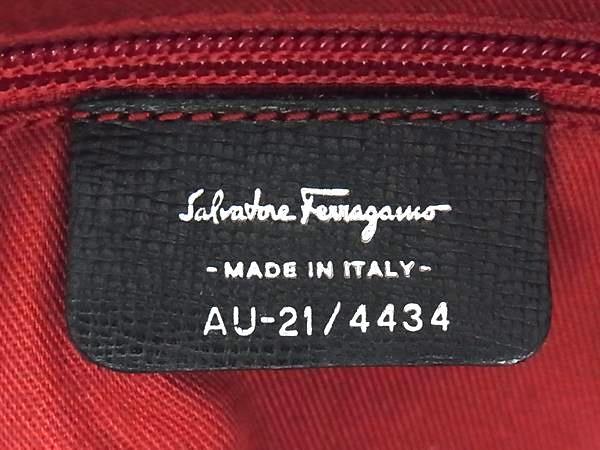 Salvatore Ferragamo
- MADE IN ITALY -
AU-21/4434